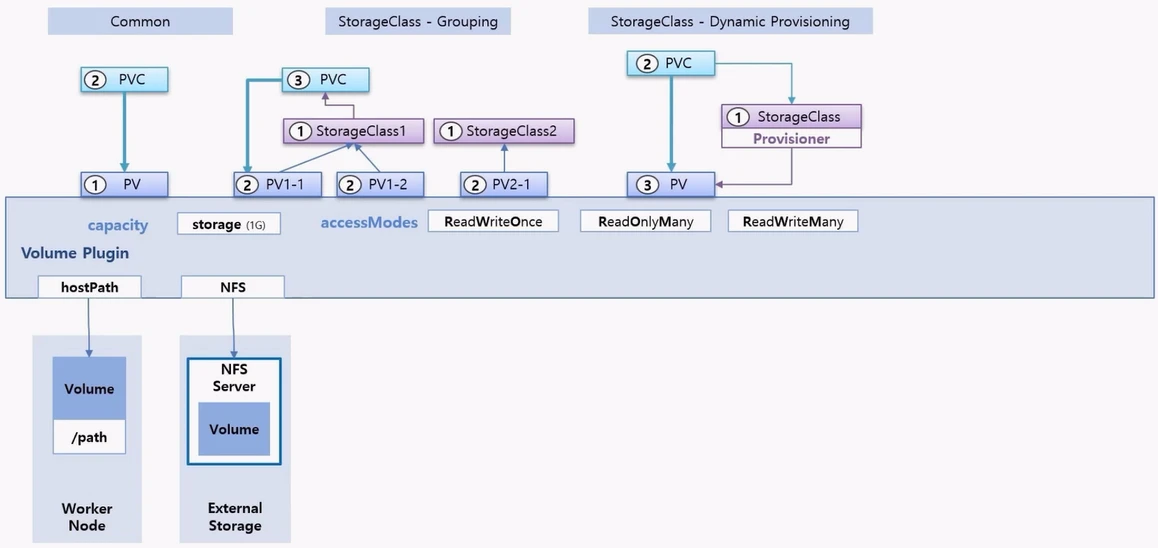 Common
StorageClass - Grouping
StorageClass - Dynamic Provisioning
2 PVC
3 PVC
2 PVC
1 StorageClass1
1 StorageClass2
1 StorageClass
Provisioner
1 PV
2 PV1-1
2 PV1-2
2 PV2-1
3 PV
capacity
storage (1G)
accessModes
ReadWriteOnce
ReadOnlyMany
ReadWriteMany
Volume Plugin
hostPath
NFS
Volume
/path
Worker
Node
NFS
Server
Volume
External
Storage